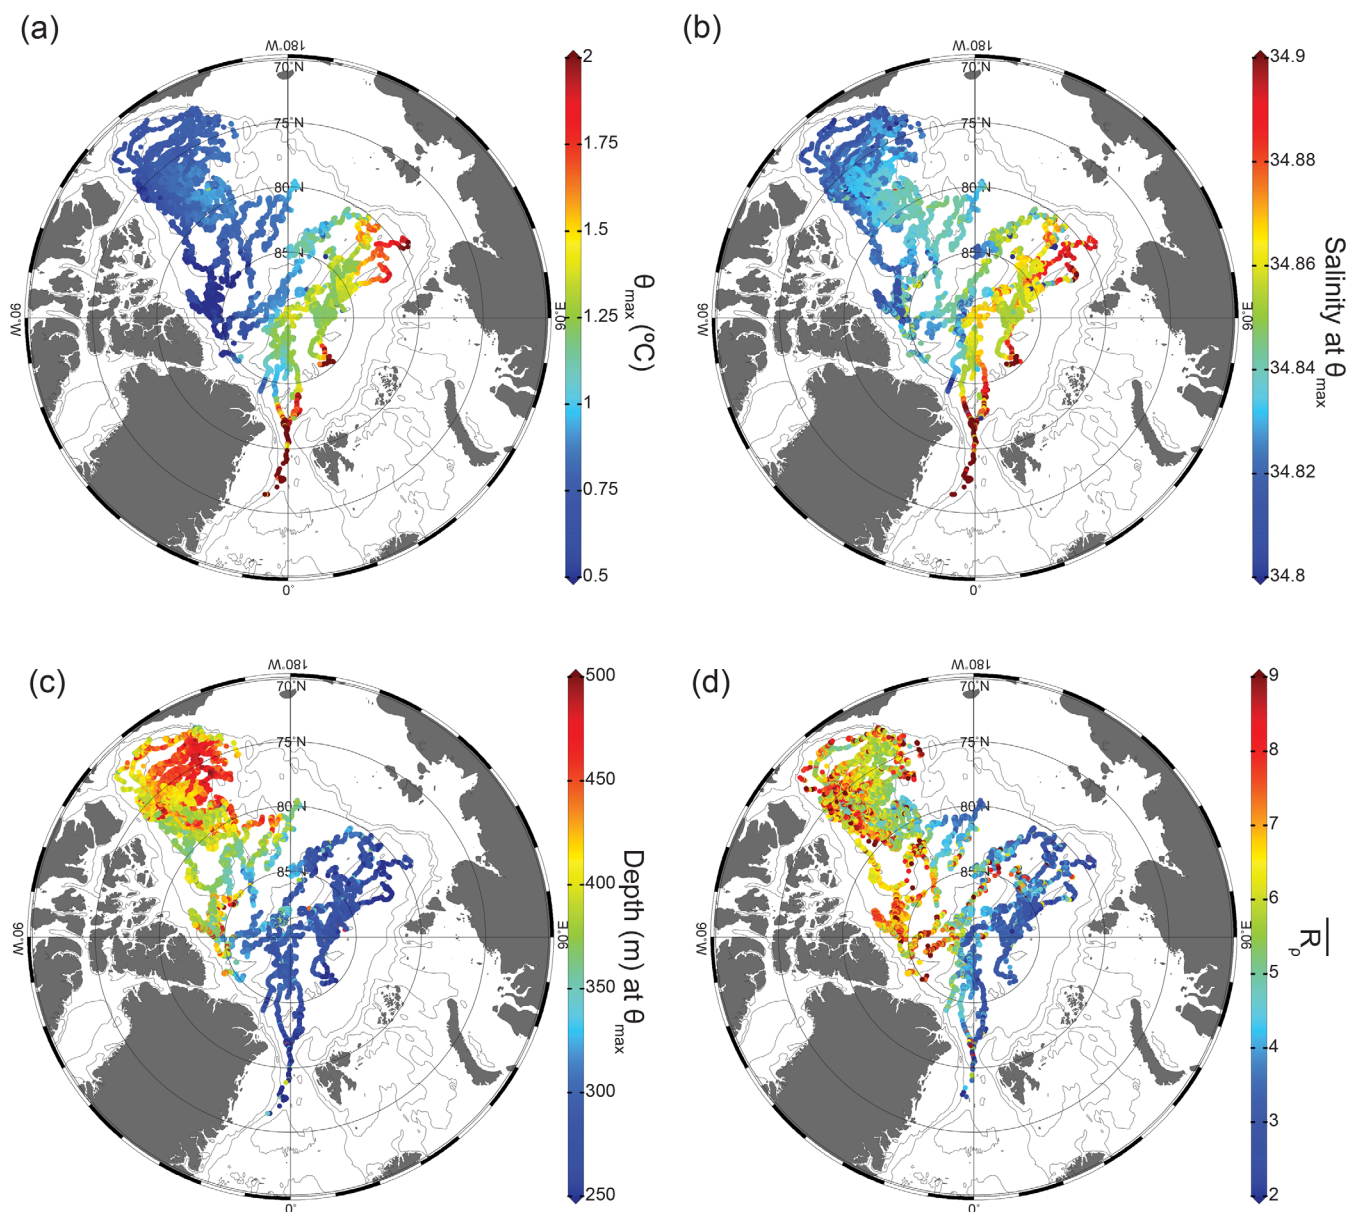 (a)
180°W
70°N
75°N
80°N
85°N
90°W
90°E
0°
2
1.75
1.5
1.25
1
0.75
0.5
θmax (ºC)
(b)
180°W
70°N
75°N
80°N
85°N
90°W
90°E
0°
34.9
34.88
34.86
34.84
34.82
34.8
Salinity at θmax
(c)
180°W
70°N
75°N
80°N
85°N
90°W
90°E
0°
500
450
400
350
300
250
Depth (m) at θmax
(d)
180°W
70°N
75°N
80°N
85°N
90°W
90°E
0°
9
8
7
6
5
4
3
2
R̅ρ